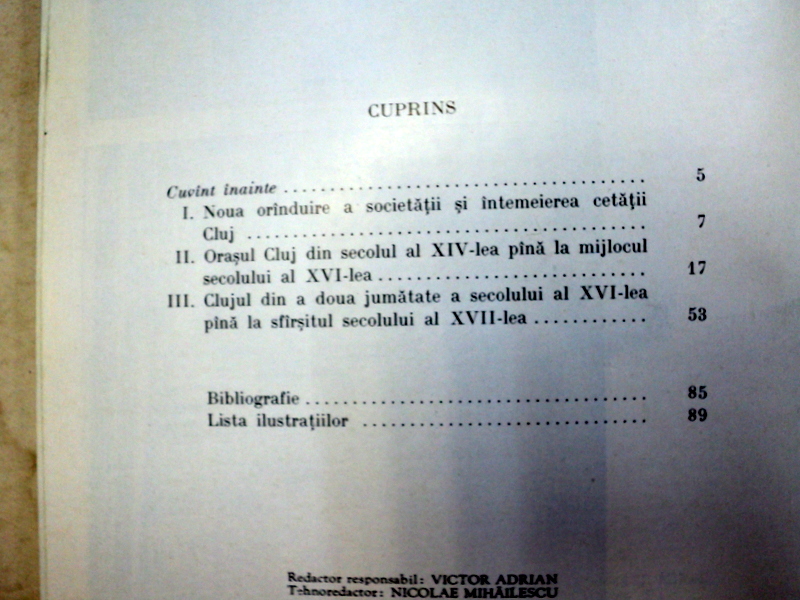 CUPRINS
Cuvînt înainte ........................................ 5
I. Noua orînduire a societății și întemeierea cetății
Cluj ........................................ 7
II. Orașul Cluj din secolul al XIV-lea pînă la mijlocul
secolului al XVI-lea ............................ 17
III. Clujul din a doua jumătate a secolului al XVI-lea
pînă la sfîrșitul secolului al XVII-lea ............ 53
Bibliografie .................................... 85
Lista ilustrațiilor .............................. 89
Redactor responsabil: VICTOR ADRIAN
Tehnoredactor: NICOLAE MIHĂILESCU